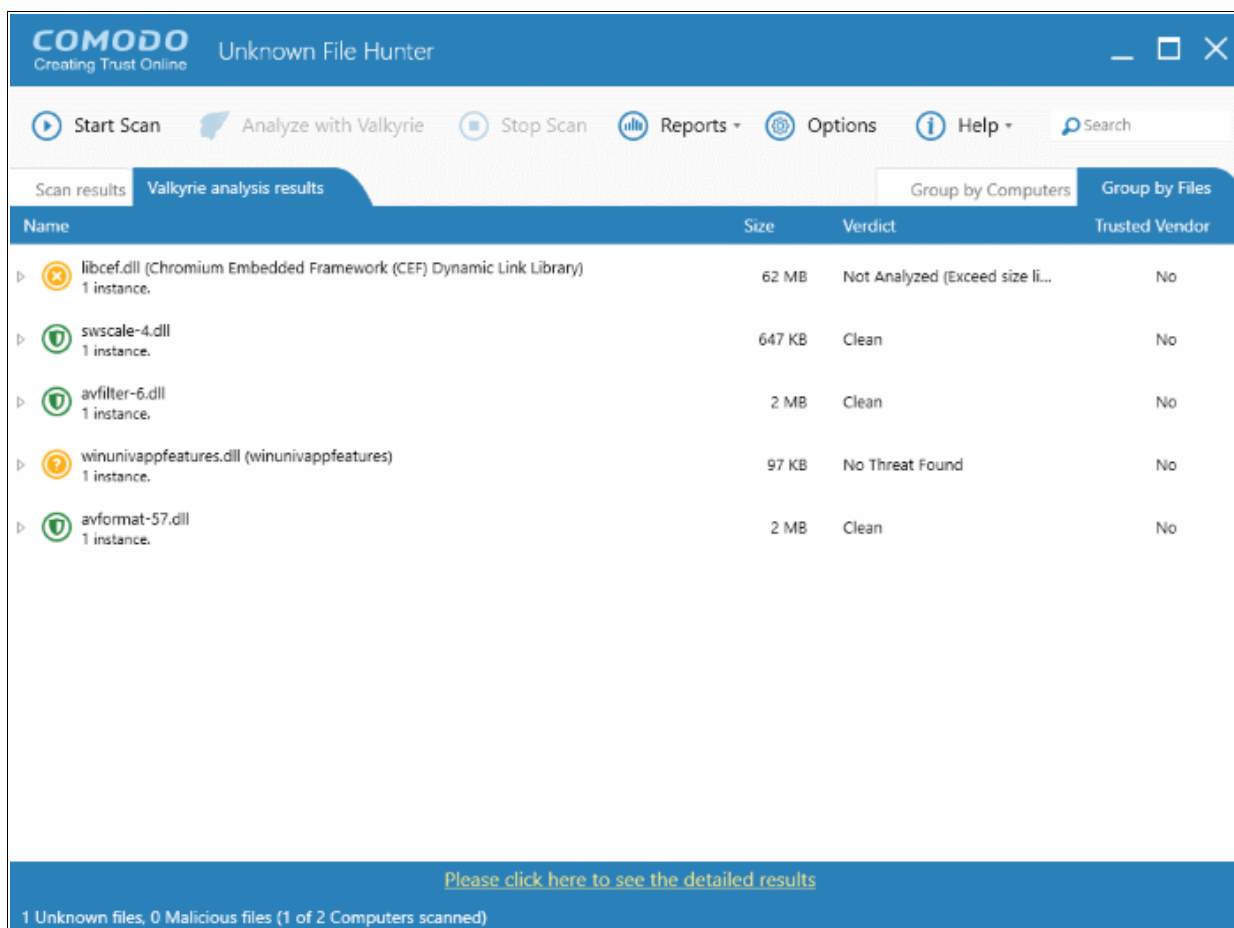 COMODO
Creating Trust Online
Unknown File Hunter
Start Scan
Analyze with Valkyrie
Stop Scan
Reports
Options
Help
Search
Scan results
Valkyrie analysis results
Group by Computers
Group by Files
Name
Size
Verdict
Trusted Vendor
libcef.dll (Chromium Embedded Framework (CEF) Dynamic Link Library)
1 instance.
62 MB
Not Analyzed (Exceed size li...
No
swscale-4.dll
1 instance.
647 KB
Clean
No
avfilter-6.dll
1 instance.
2 MB
Clean
No
winunivappfeatures.dll (winunivappfeatures)
1 instance.
97 KB
No Threat Found
No
avformat-57.dll
1 instance.
2 MB
Clean
No
Please click here to see the detailed results
1 Unknown files, 0 Malicious files (1 of 2 Computers scanned)